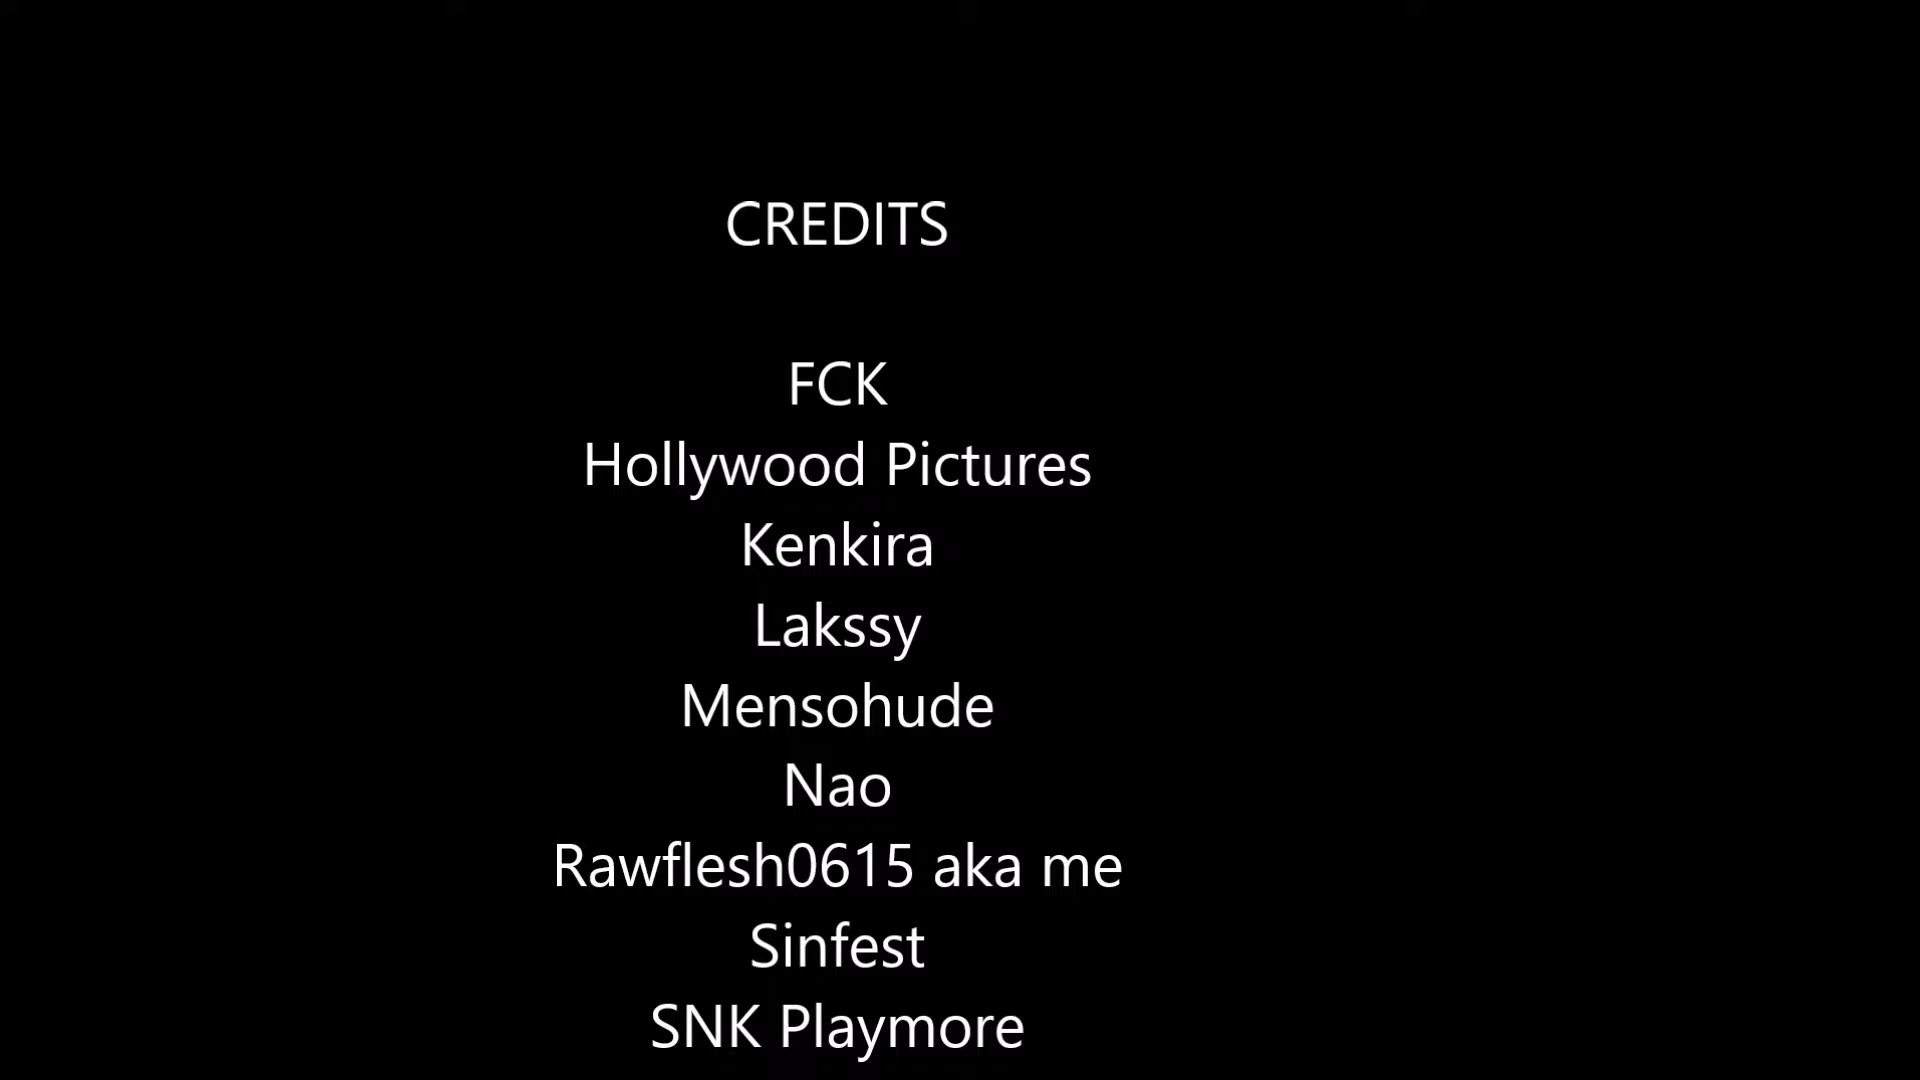 CREDITS
FCK
Hollywood Pictures
Kenkira
Lakssy
Mensohude
Nao
Rawflesh0615 aka me
Sinfest
SNK Playmore